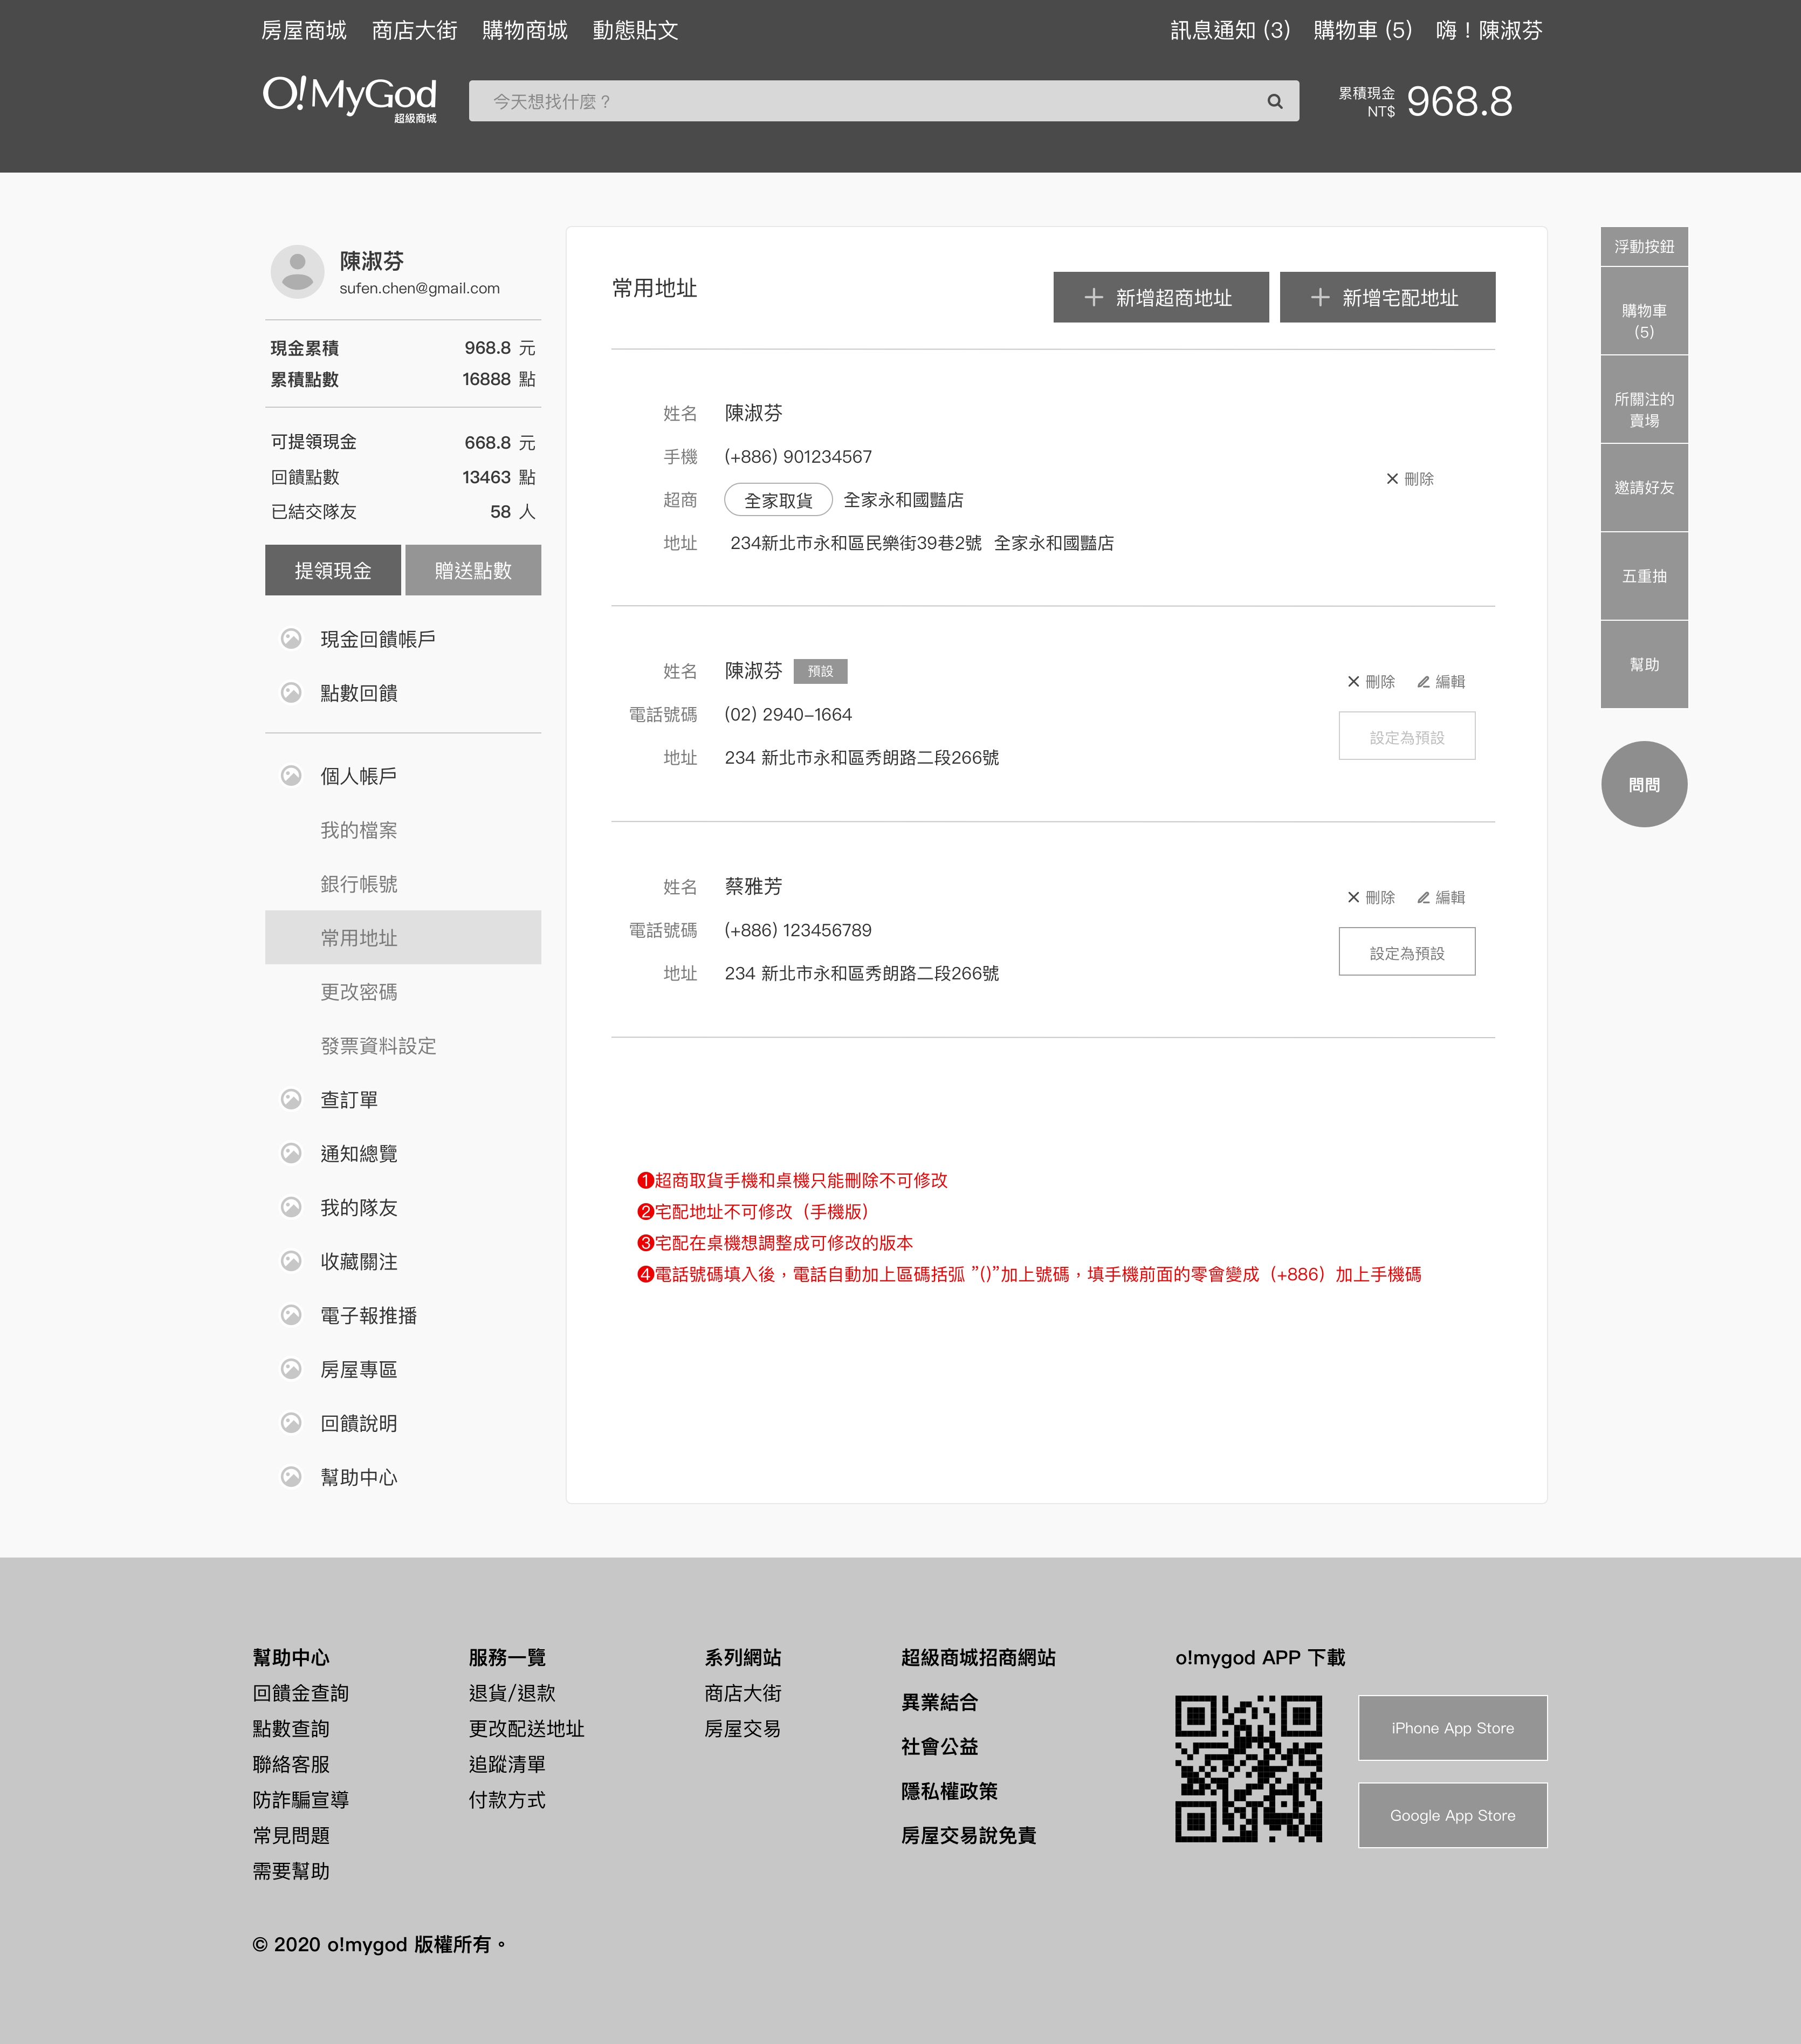 房屋商城 商店大街 購物商城 動態貼文 訊息通知 (3) 購物車 (5) 嗨！陳淑芬
O!MyGod 超級商城
今天想找什麼？
累積現金 NT$ 968.8
陳淑芬
sufen.chen@gmail.com
現金累積 968.8 元
累積點數 16888 點
可提領現金 668.8 元
回饋點數 13463 點
已結交隊友 58 人
提領現金 贈送點數
現金回饋帳戶
點數回饋
個人帳戶
我的檔案
銀行帳號
常用地址
更改密碼
發票資料設定
查訂單
通知總覽
我的隊友
收藏關注
電子報推播
房屋專區
回饋說明
幫助中心
常用地址
新增超商地址 新增宅配地址
姓名 陳淑芬
手機 (+886) 901234567
超商 全家取貨 全家永和國豔店
地址 234新北市永和區民樂街39巷2號 全家永和國豔店
刪除
姓名 陳淑芬 預設
電話號碼 (02) 2940-1664
地址 234 新北市永和區秀朗路二段266號
刪除 編輯
設定為預設
姓名 蔡雅芳
電話號碼 (+886) 123456789
地址 234 新北市永和區秀朗路二段266號
刪除 編輯
設定為預設
❶超商取貨手機和桌機只能刪除不可修改
❷宅配地址不可修改（手機版）
❸宅配在桌機想調整成可修改的版本
❹電話號碼填入後，電話自動加上區碼括弧 ”()”加上號碼，填手機前面的零會變成（+886）加上手機碼
浮動按鈕
購物車
(5)
所關注的
賣場
邀請好友
五重抽
幫助
問問
幫助中心
回饋金查詢
點數查詢
聯絡客服
防詐騙宣導
常見問題
需要幫助
服務一覽
退貨/退款
更改配送地址
追蹤清單
付款方式
系列網站
商店大街
房屋交易
超級商城招商網站
異業結合
社會公益
隱私權政策
房屋交易說免責
o!mygod APP 下載
iPhone App Store
Google App Store
© 2020 o!mygod 版權所有。